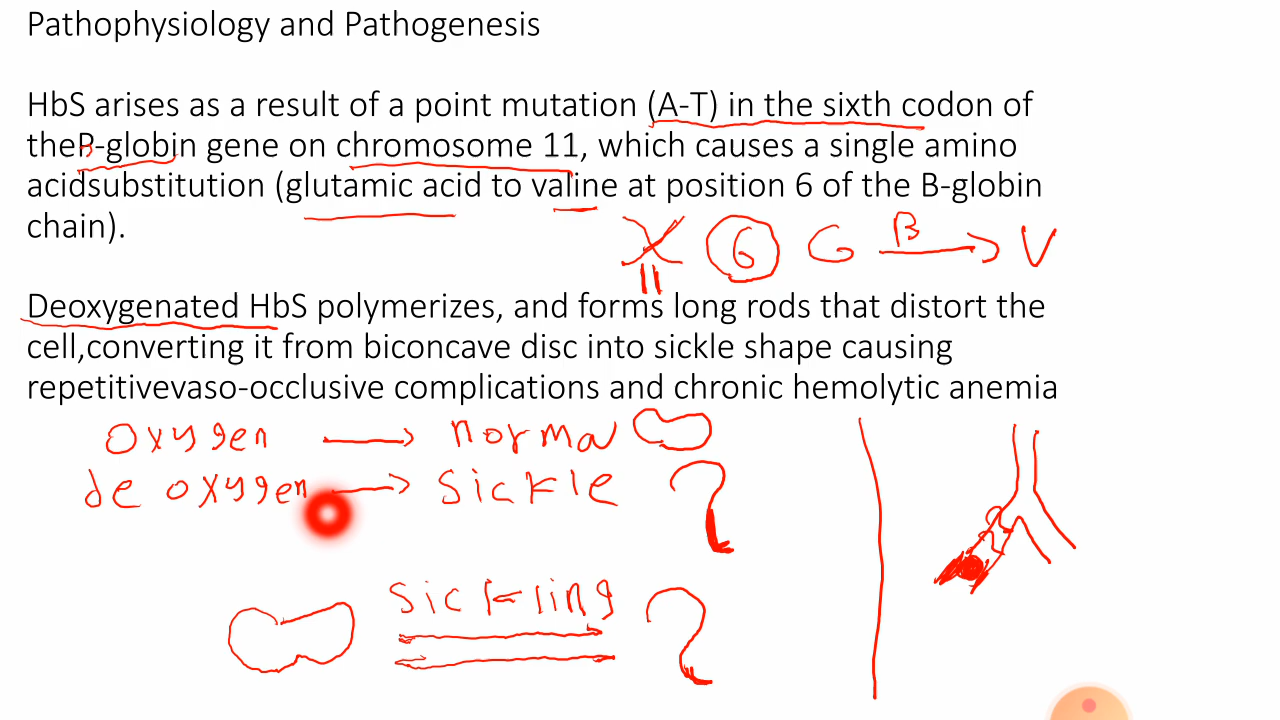 Pathophysiology and Pathogenesis
HbS arises as a result of a point mutation (A-T) in the sixth codon of
theB-globin gene on chromosome 11, which causes a single amino
acidsubstitution (glutamic acid to valine at position 6 of the B-globin
chain).
X 6 G B V
11
Deoxygenated HbS polymerizes, and forms long rods that distort the
cell,converting it from biconcave disc into sickle shape causing
repetitivevaso-occlusive complications and chronic hemolytic anemia
oxygen → normal
de oxygen → sickle
sickling